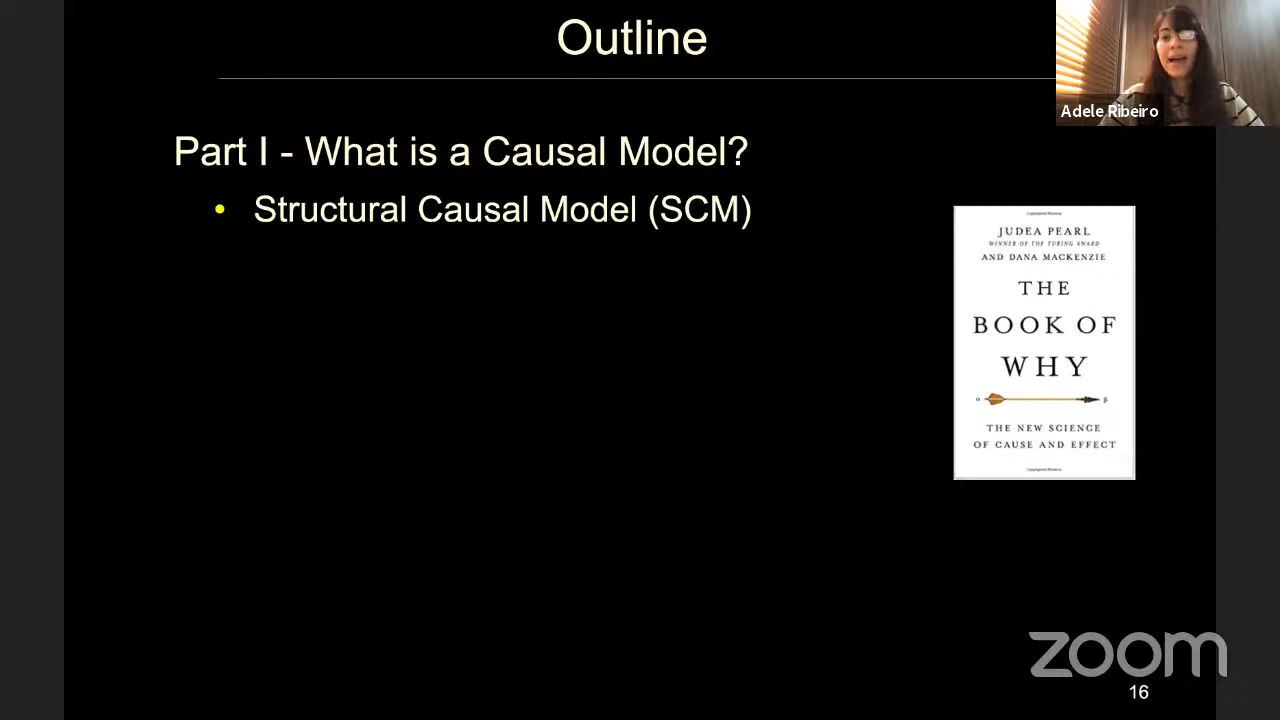 Outline
Adele Ribeiro
Part I - What is a Causal Model?
• Structural Causal Model (SCM)
JUDEA PEARL
WINNER OF THE TURING AWARD
AND DANA MACKENZIE
THE
BOOK OF
WHY
α β
THE NEW SCIENCE
OF CAUSE AND EFFECT
zoom
16